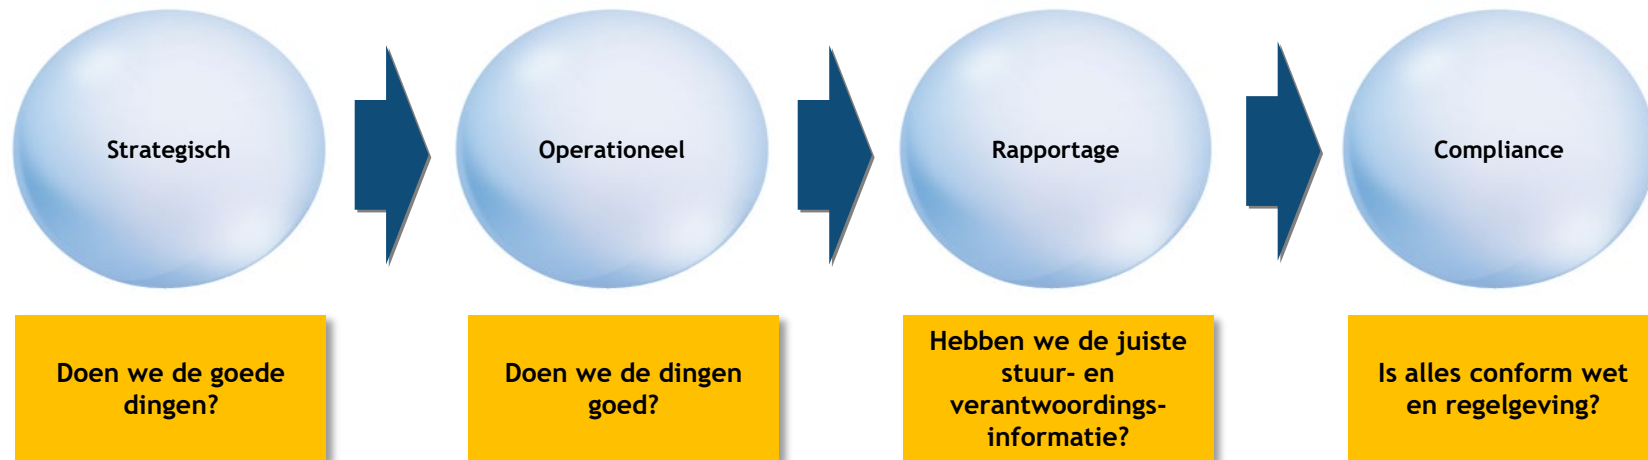 Strategisch
Operationeel
Rapportage
Compliance
Doen we de goede
dingen?
Doen we de dingen
goed?
Hebben we de juiste
stuur- en
verantwoordings-
informatie?
Is alles conform wet
en regelgeving?